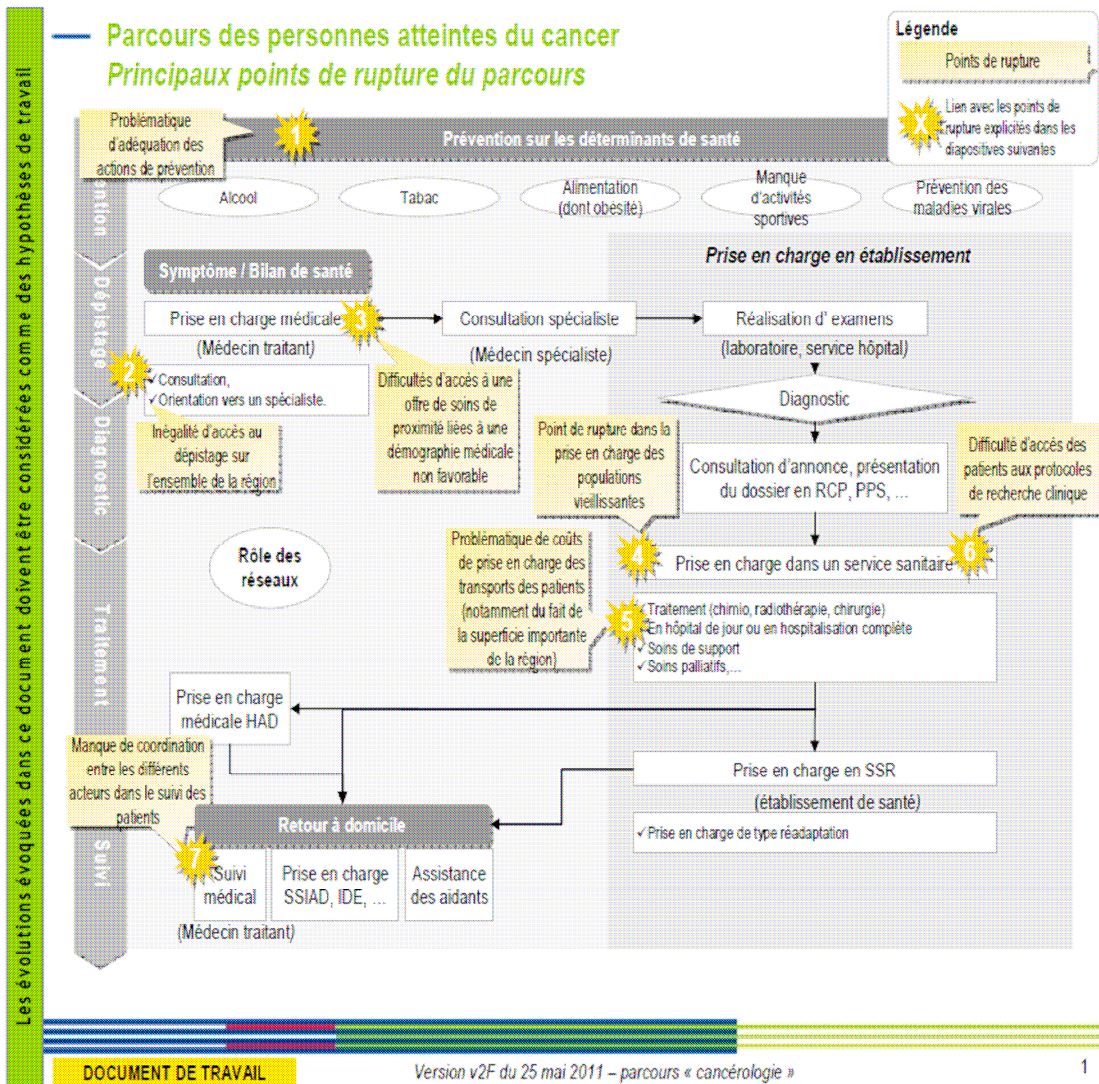 Les évolutions évoquées dans ce document doivent être considérées comme des hypothèses de travail
Parcours des personnes atteintes du cancer
Principaux points de rupture du parcours
Légende
Points de rupture
X
Lien avec les points de
rupture explicités dans les
diapositives suivantes
Problématique
d'adéquation des
actions de prévention
1
Prévention sur les déterminants de santé
Alcool
Tabac
Alimentation
(dont obésité)
Manque
d'activités
sportives
Prévention des
maladies virales
Prise en charge en établissement
Dépistage
Symptôme / Bilan de santé
Prise en charge médicale
3
Consultation spécialiste
Réalisation d' examens
(Médecin traitant)
(Médecin spécialiste)
(laboratoire, service hôpital)
2
✓Consultation,
✓Orientation vers un spécialiste.
Inégalité d'accès au
dépistage sur
l'ensemble de la région
Difficultés d'accès à une
offre de soins de
proximité liées à une
démographie médicale
non favorable
Diagnostic
Diagnostic
Point de rupture dans la
prise en charge des
populations
vieillissantes
Consultation d'annonce, présentation
du dossier en RCP, PPS, …
Difficulté d'accès des
patients aux protocoles
de recherche clinique
Rôle des
réseaux
Problématique de coûts
de prise en charge des
transports des patients
(notamment du fait de
la superficie importante
de la région)
4
Prise en charge dans un service sanitaire
6
5
✓Traitement (chimio, radiothérapie, chirurgie)
✓En hôpital de jour ou en hospitalisation complète
✓Soins de support
✓Soins palliatifs,…
Traitement
Prise en charge
médicale HAD
Manque de coordination
entre les différents
acteurs dans le suivi des
patients
Prise en charge en SSR
(établissement de santé)
✓Prise en charge de type réadaptation
Retour à domicile
Suivi
7
Suivi
médical
Prise en charge
SSIAD, IDE, …
Assistance
des aidants
(Médecin traitant)
DOCUMENT DE TRAVAIL
Version v2F du 25 mai 2011 – parcours « cancérologie »
1